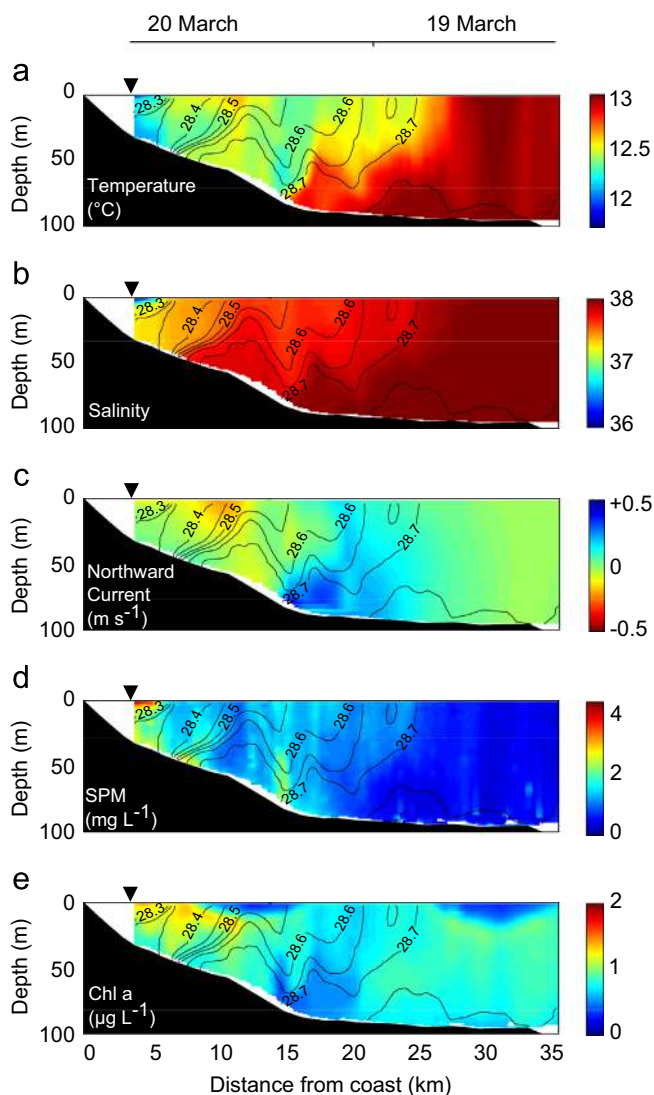 20 March 19 March
a
0
50
100
Depth (m)
28.3
28.4
28.5
28.6
28.6
28.7
28.7
Temperature
(°C)
13
12.5
12
b
0
50
100
Depth (m)
28.3
28.4
28.5
28.6
28.6
28.7
28.7
Salinity
38
37
36
c
0
50
100
Depth (m)
28.3
28.4
28.5
28.6
28.6
28.7
28.7
Northward
Current
(m s⁻¹)
+0.5
0
-0.5
d
0
50
100
Depth (m)
28.3
28.4
28.5
28.6
28.6
28.7
28.7
SPM
(mg L⁻¹)
4
2
0
e
0
50
100
Depth (m)
28.3
28.4
28.5
28.6
28.6
28.7
28.7
Chl a
(µg L⁻¹)
2
1
0
0 5 10 15 20 25 30 35
Distance from coast (km)